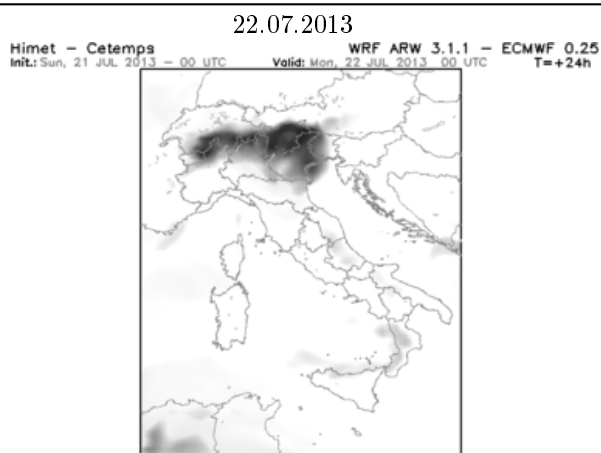 22.07.2013
Himet – Cetemps WRF ARW 3.1.1 – ECMWF 0.25
Init.: Sun, 21 JUL 2013 – 00 UTC Valid: Mon, 22 JUL 2013 00 UTC T=+24h